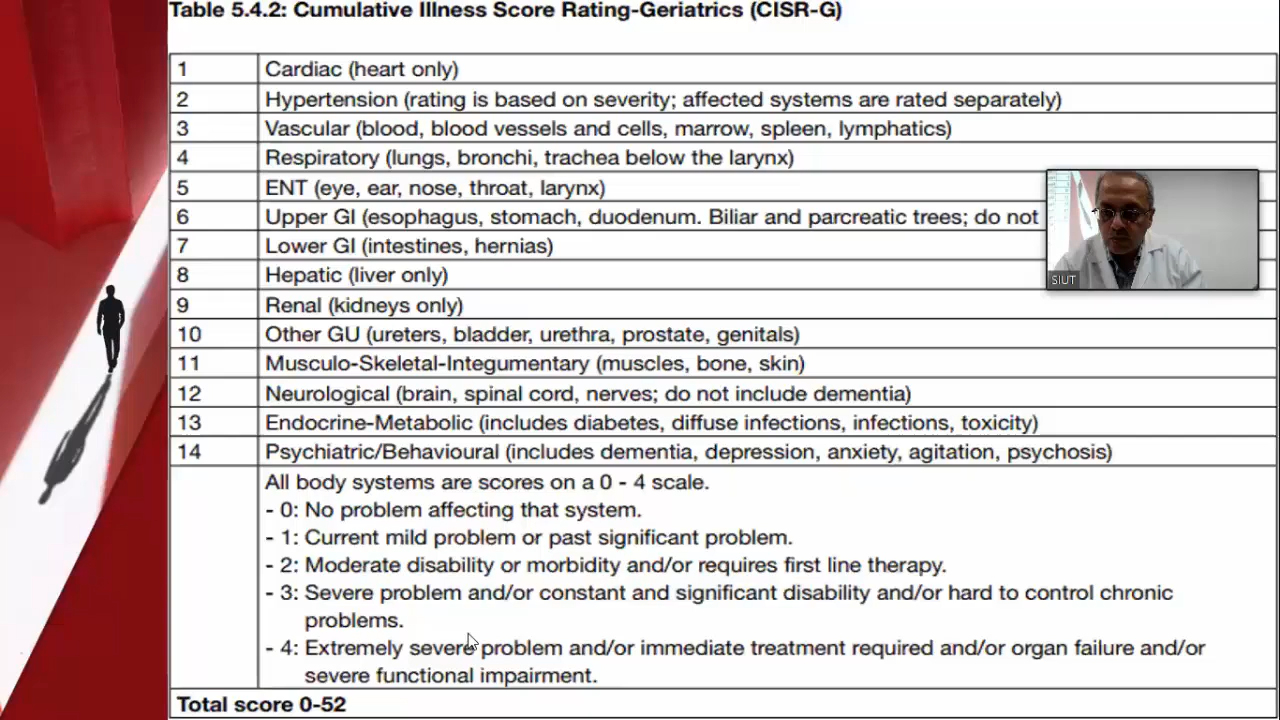 Table 5.4.2: Cumulative Illness Score Rating-Geriatrics (CISR-G)
1 Cardiac (heart only)
2 Hypertension (rating is based on severity; affected systems are rated separately)
3 Vascular (blood, blood vessels and cells, marrow, spleen, lymphatics)
4 Respiratory (lungs, bronchi, trachea below the larynx)
5 ENT (eye, ear, nose, throat, larynx)
6 Upper GI (esophagus, stomach, duodenum. Biliar and parcreatic trees; do not
7 Lower GI (intestines, hernias)
8 Hepatic (liver only)
9 Renal (kidneys only)
10 Other GU (ureters, bladder, urethra, prostate, genitals)
11 Musculo-Skeletal-Integumentary (muscles, bone, skin)
12 Neurological (brain, spinal cord, nerves; do not include dementia)
13 Endocrine-Metabolic (includes diabetes, diffuse infections, infections, toxicity)
14 Psychiatric/Behavioural (includes dementia, depression, anxiety, agitation, psychosis)
All body systems are scores on a 0 - 4 scale.
- 0: No problem affecting that system.
- 1: Current mild problem or past significant problem.
- 2: Moderate disability or morbidity and/or requires first line therapy.
- 3: Severe problem and/or constant and significant disability and/or hard to control chronic
problems.
- 4: Extremely severe problem and/or immediate treatment required and/or organ failure and/or
severe functional impairment.
Total score 0-52
SIUT